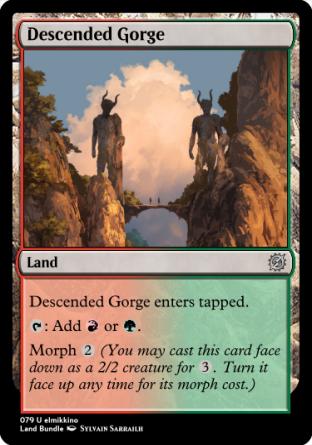 Descended Gorge
Land
Descended Gorge enters tapped.
: Add or .
Morph 2 (You may cast this card face
down as a 2/2 creature for 3. Turn it
face up any time for its morph cost.)
079 U elmikkino
Land Bundle SYLVAIN SARRAILH